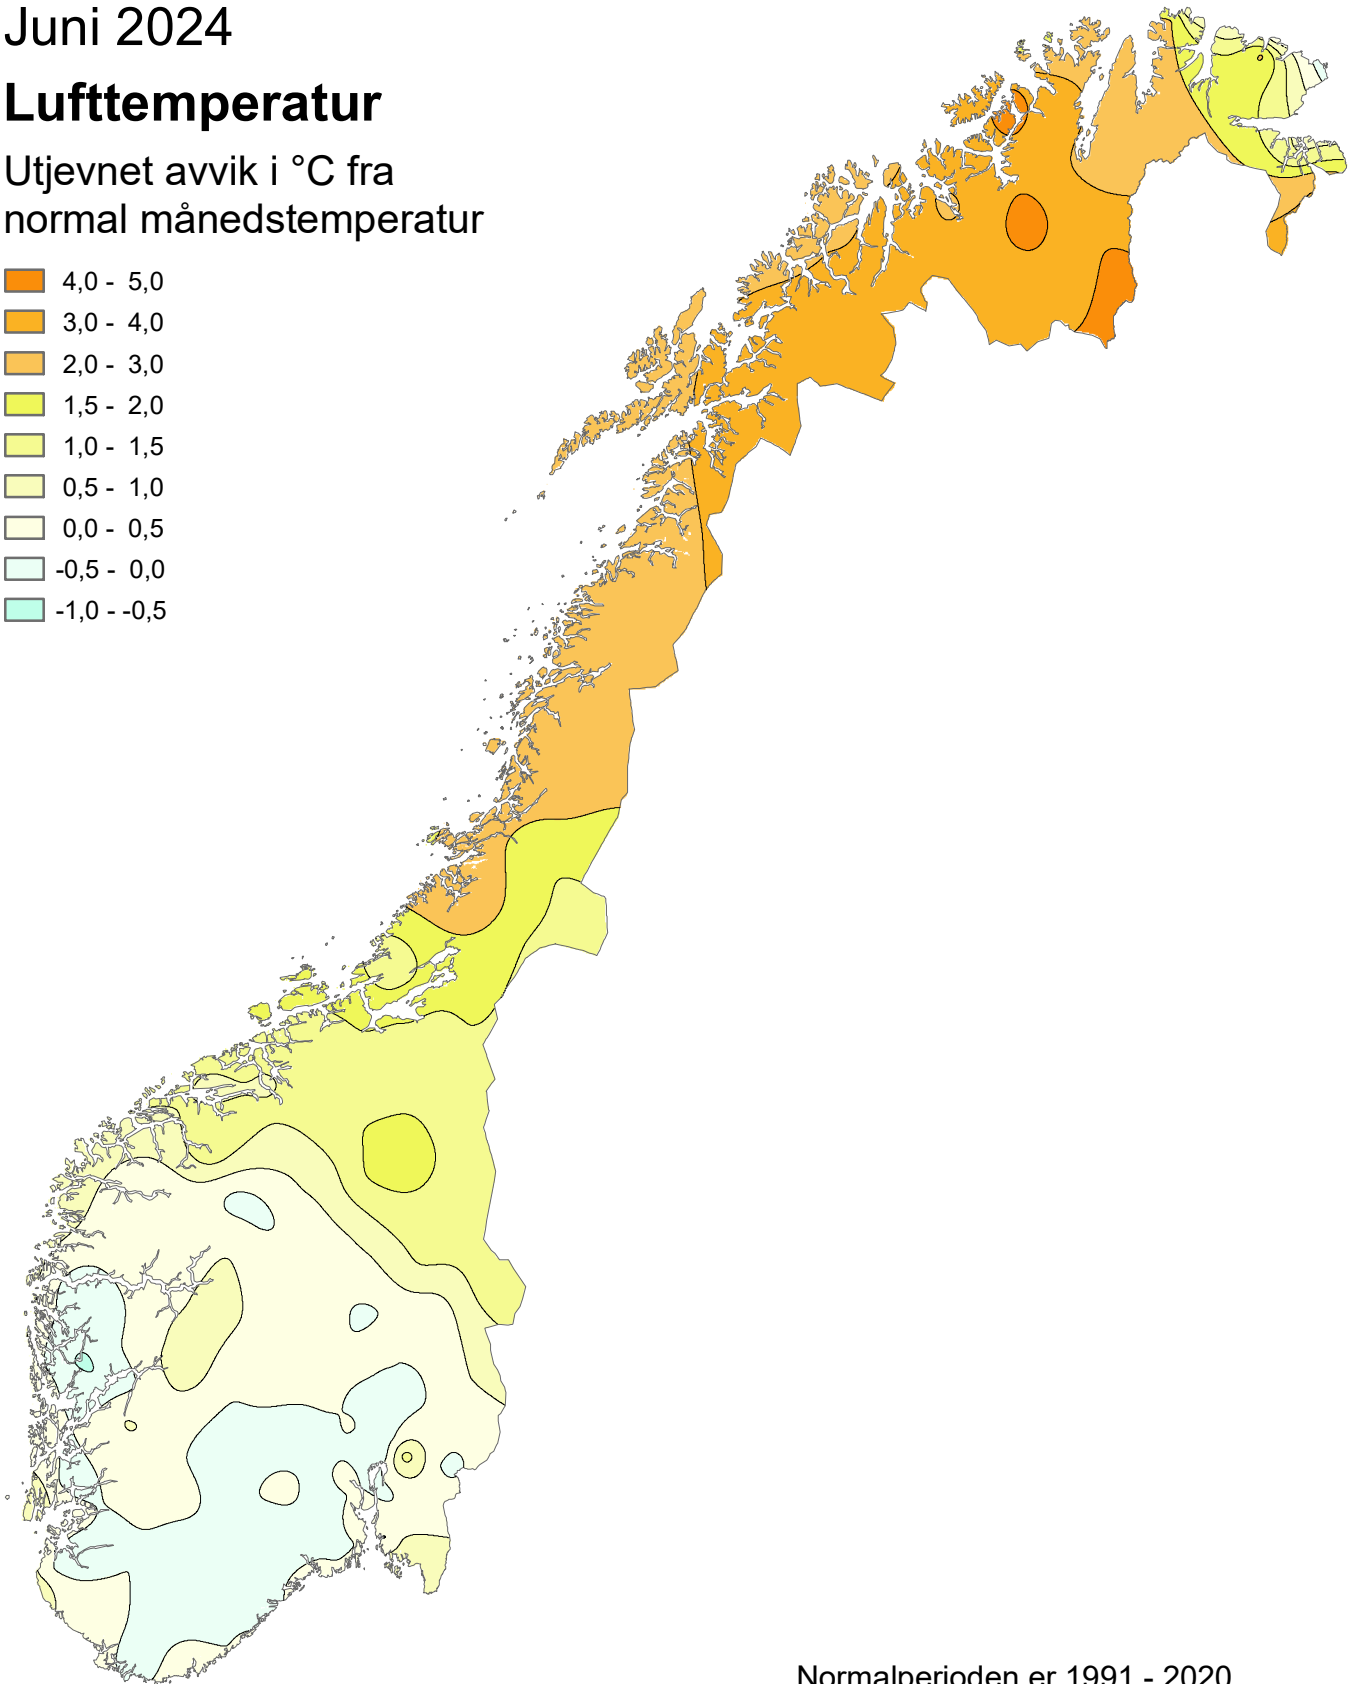 Juni 2024
Lufttemperatur
Utjevnet avvik i °C fra
normal månedstemperatur
4,0 - 5,0
3,0 - 4,0
2,0 - 3,0
1,5 - 2,0
1,0 - 1,5
0,5 - 1,0
0,0 - 0,5
-0,5 - 0,0
-1,0 - -0,5
Normalperioden er 1991 - 2020